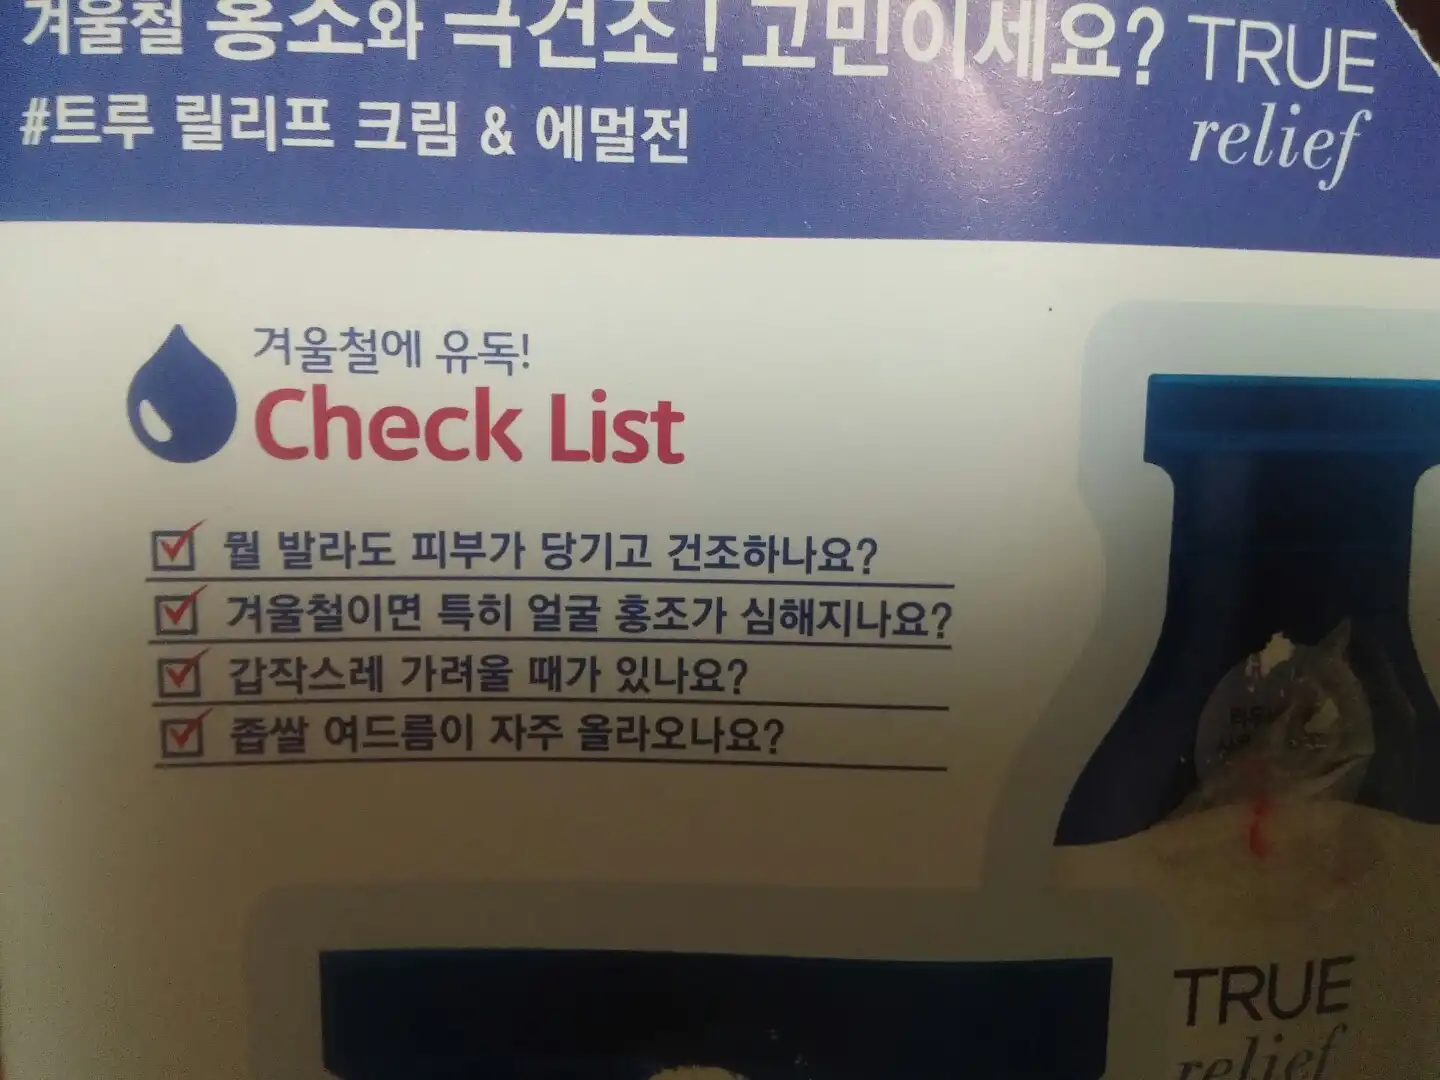 겨울철 홍조와 극건조! 고민이세요?
#트루 릴리프 크림 & 에멀전
TRUE
relief
겨울철에 유독!
Check List
뭘 발라도 피부가 당기고 건조하나요?
겨울철이면 특히 얼굴 홍조가 심해지나요?
갑작스레 가려울 때가 있나요?
좁쌀 여드름이 자주 올라오나요?
TRUE
relief